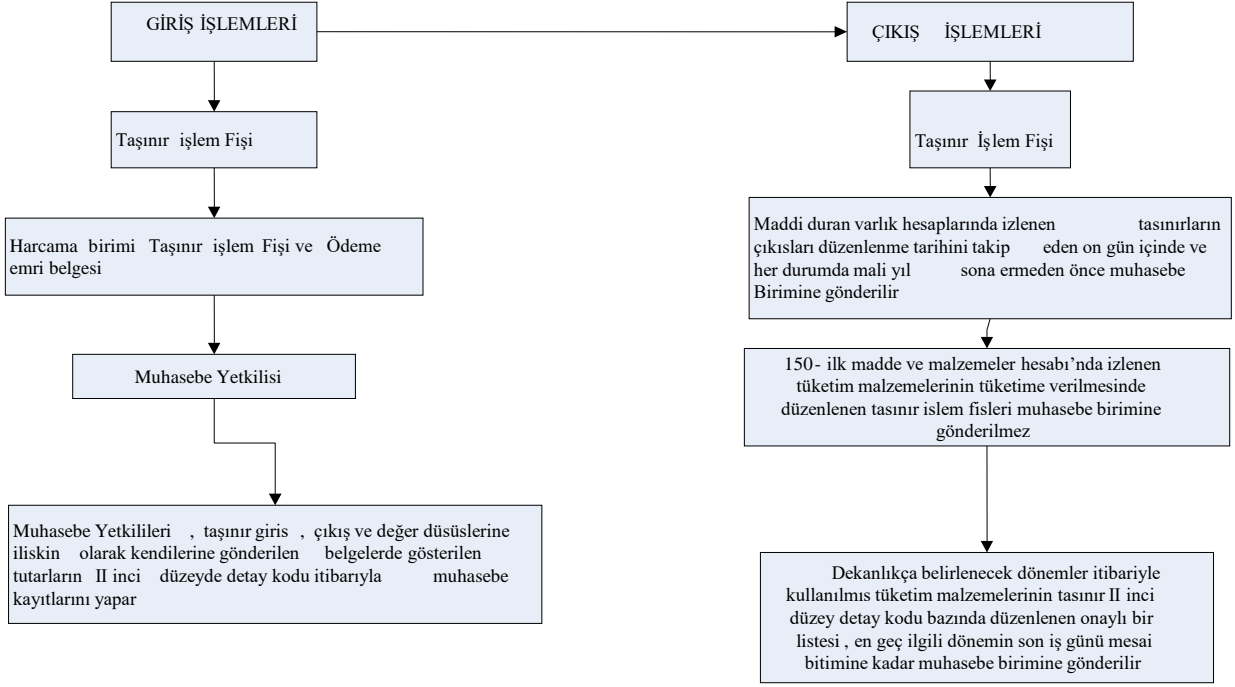 GİRİŞ İŞLEMLERİ
Taşınır işlem Fişi
Harcama birimi Taşınır işlem Fişi ve Ödeme
emri belgesi
Muhasebe Yetkilisi
Muhasebe Yetkilileri , taşınır giris , çıkış ve değer düsüslerine
iliskin olarak kendilerine gönderilen belgelerde gösterilen
tutarların II inci düzeyde detay kodu itibarıyla muhasebe
kayıtlarını yapar
ÇIKIŞ İŞLEMLERİ
Taşınır İşlem Fişi
Maddi duran varlık hesaplarında izlenen tasınırların
çıkısları düzenlenme tarihini takip eden on gün içinde ve
her durumda mali yıl sona ermeden önce muhasebe
Birimine gönderilir
150- ilk madde ve malzemeler hesabı’nda izlenen
tüketim malzemelerinin tüketime verilmesinde
düzenlenen tasınır islem fisleri muhasebe birimine
gönderilmez
Dekanlıkça belirlenecek dönemler itibariyle
kullanılmıs tüketim malzemelerinin tasınır II inci
düzey detay kodu bazında düzenlenen onaylı bir
listesi , en geç ilgili dönemin son iş günü mesai
bitimine kadar muhasebe birimine gönderilir